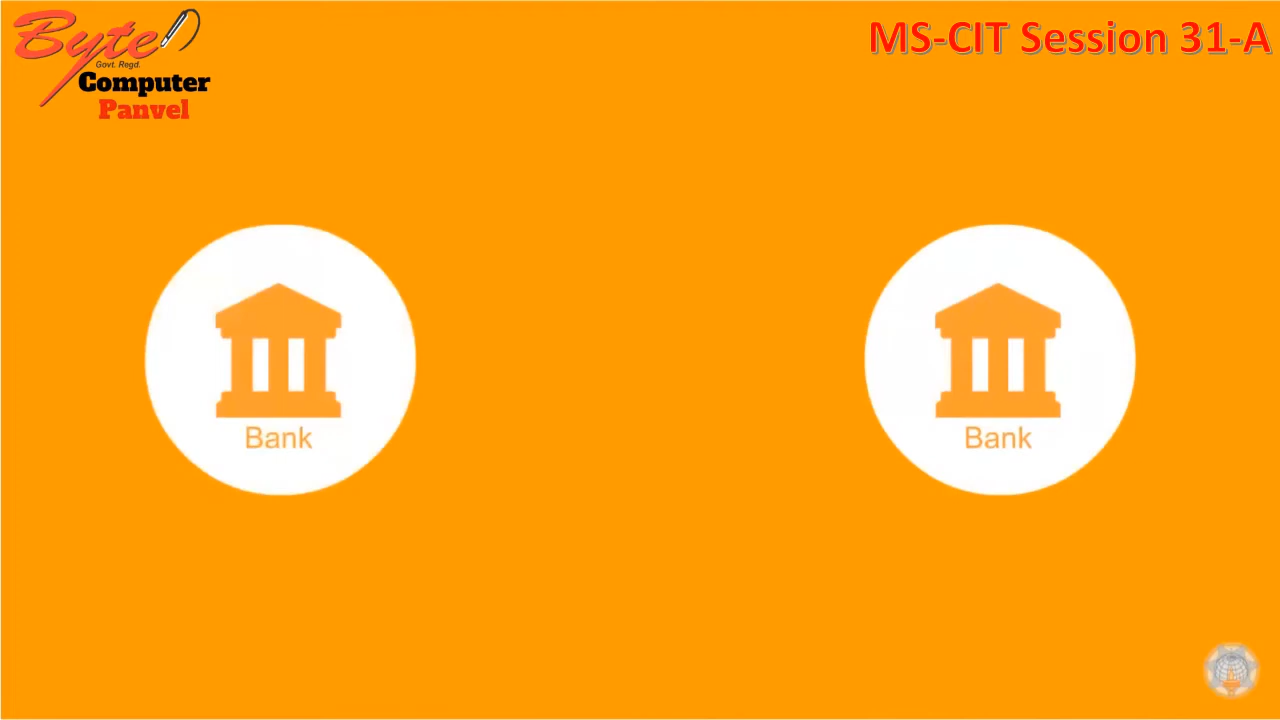 Byte
Govt. Regd.
Computer
Panvel
MS-CIT Session 31-A
Bank
Bank